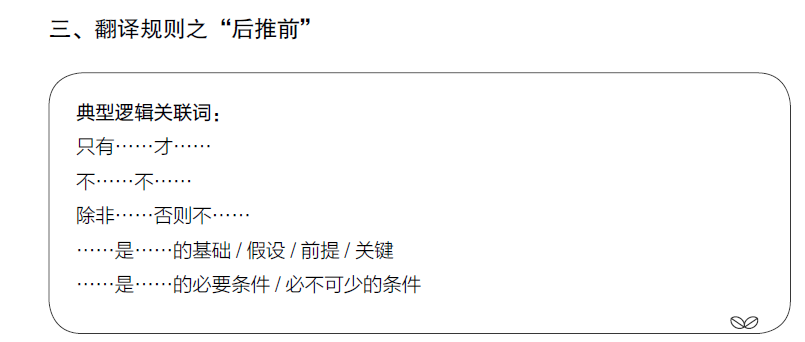 三、翻译规则之“后推前”
典型逻辑关联词：
只有……才……
不……不……
除非……否则不……
……是……的基础 / 假设 / 前提 / 关键
……是……的必要条件 / 必不可少的条件